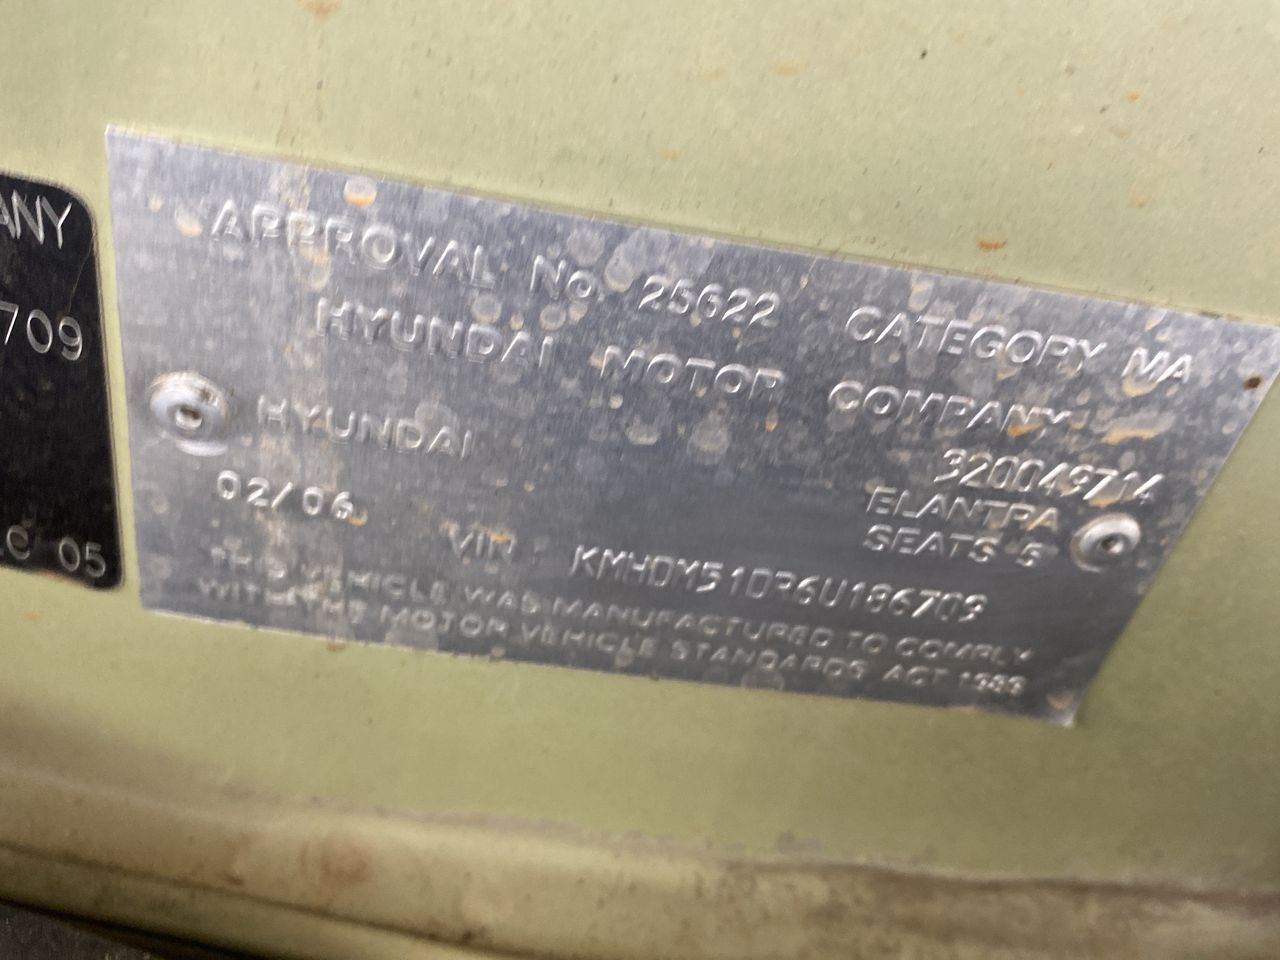 ANY
709
05
APPROVAL No. 25622 CATEGORY MA
HYUNDAI MOTOR COMPANY
HYUNDAI
320049714
02/06
ELANTRA
SEATS 5
VIN KMHDM51DR6U186709
THIS VEHICLE WAS MANUFACTURED TO COMPLY
WITH THE MOTOR VEHICLE STANDARDS ACT 1989